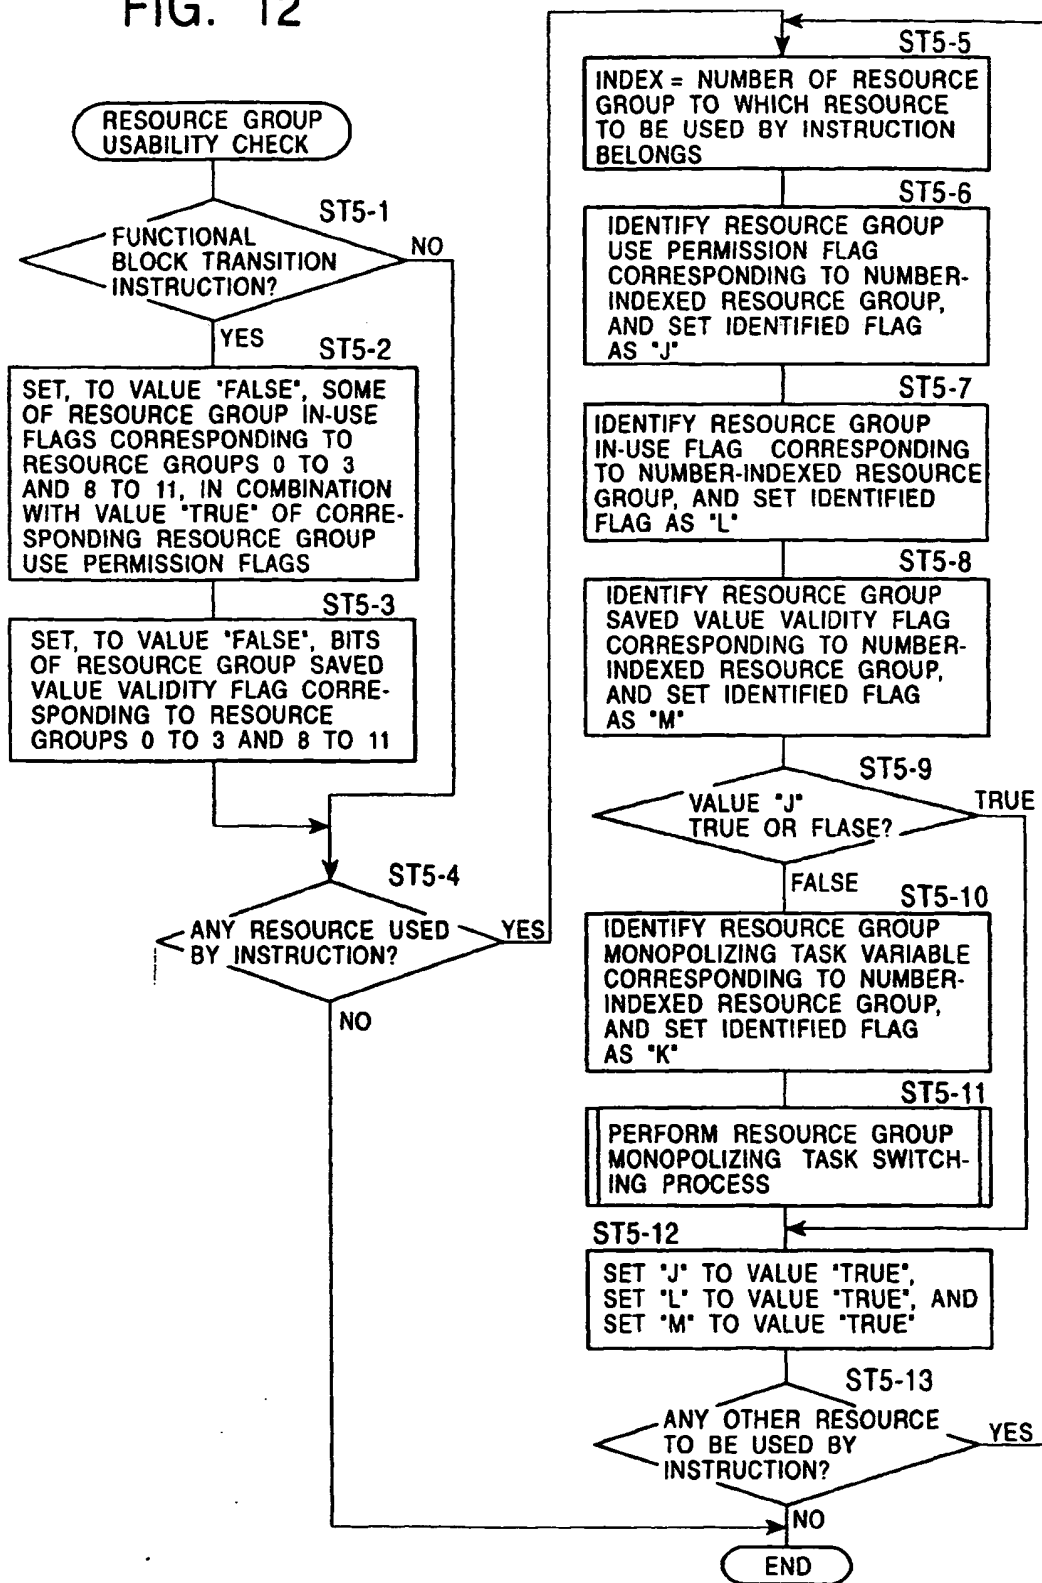 FIG. 12
RESOURCE GROUP
USABILITY CHECK
ST5-1
FUNCTIONAL
BLOCK TRANSITION
INSTRUCTION?
NO
YES
ST5-2
SET, TO VALUE "FALSE", SOME
OF RESOURCE GROUP IN-USE
FLAGS CORRESPONDING TO
RESOURCE GROUPS 0 TO 3
AND 8 TO 11, IN COMBINATION
WITH VALUE "TRUE" OF CORRE-
SPONDING RESOURCE GROUP
USE PERMISSION FLAGS
ST5-3
SET, TO VALUE "FALSE", BITS
OF RESOURCE GROUP SAVED
VALUE VALIDITY FLAG CORRE-
SPONDING TO RESOURCE
GROUPS 0 TO 3 AND 8 TO 11
ST5-4
ANY RESOURCE USED
BY INSTRUCTION?
YES
NO
ST5-5
INDEX = NUMBER OF RESOURCE
GROUP TO WHICH RESOURCE
TO BE USED BY INSTRUCTION
BELONGS
ST5-6
IDENTIFY RESOURCE GROUP
USE PERMISSION FLAG
CORRESPONDING TO NUMBER-
INDEXED RESOURCE GROUP,
AND SET IDENTIFIED FLAG
AS "J"
ST5-7
IDENTIFY RESOURCE GROUP
IN-USE FLAG CORRESPONDING
TO NUMBER-INDEXED RESOURCE
GROUP, AND SET IDENTIFIED
FLAG AS "L"
ST5-8
IDENTIFY RESOURCE GROUP
SAVED VALUE VALIDITY FLAG
CORRESPONDING TO NUMBER-
INDEXED RESOURCE GROUP,
AND SET IDENTIFIED FLAG
AS "M"
ST5-9
VALUE "J"
TRUE OR FLASE?
TRUE
FALSE
ST5-10
IDENTIFY RESOURCE GROUP
MONOPOLIZING TASK VARIABLE
CORRESPONDING TO NUMBER-
INDEXED RESOURCE GROUP,
AND SET IDENTIFIED FLAG
AS "K"
ST5-11
PERFORM RESOURCE GROUP
MONOPOLIZING TASK SWITCH-
ING PROCESS
ST5-12
SET "J" TO VALUE "TRUE",
SET "L" TO VALUE "TRUE", AND
SET "M" TO VALUE "TRUE"
ST5-13
ANY OTHER RESOURCE
TO BE USED BY
INSTRUCTION?
YES
NO
END